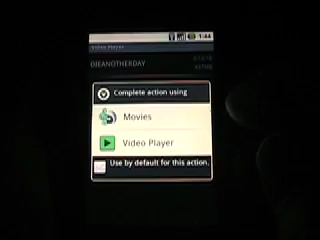 1:44
Video Player
DIEANOTHERDAY
Complete action using
Movies
Video Player
Use by default for this action.